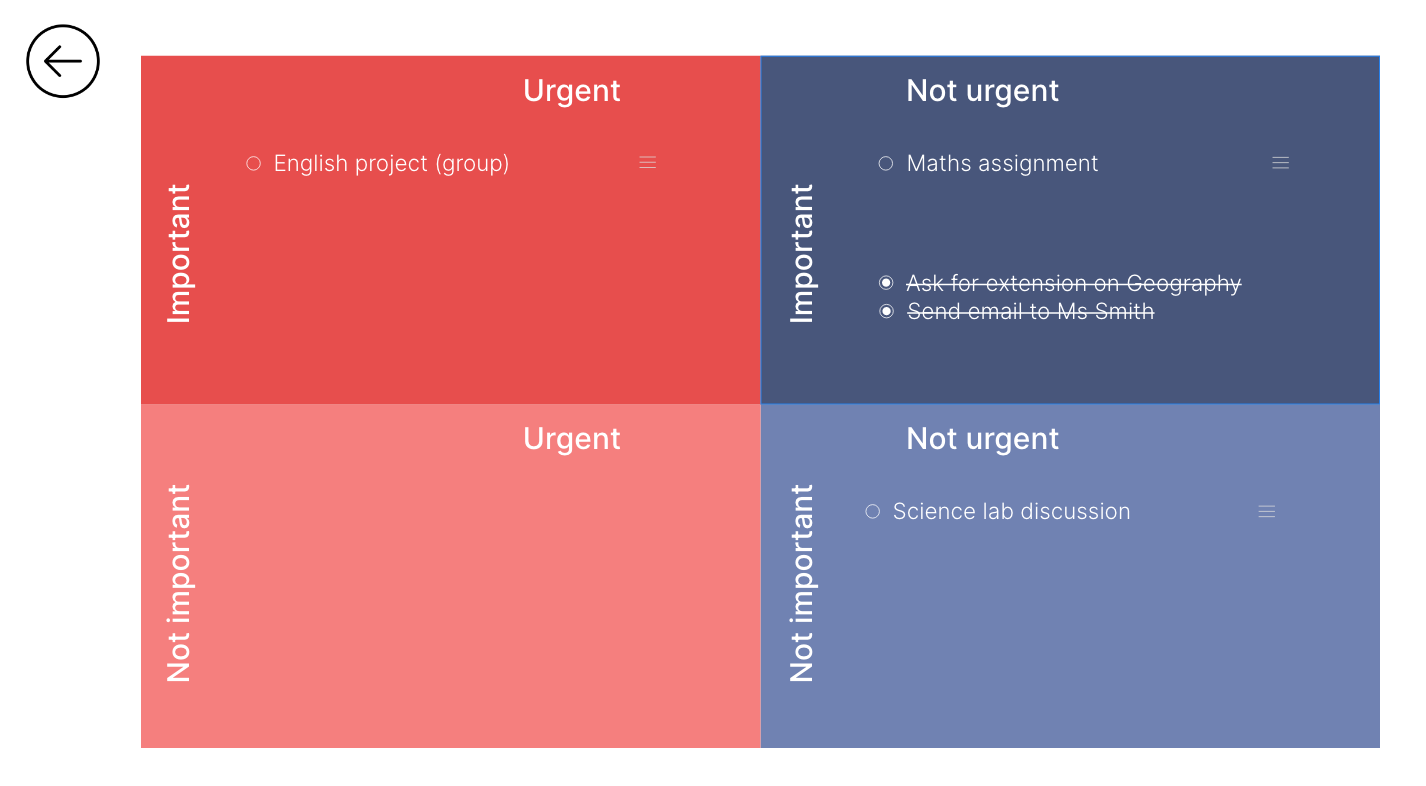 Urgent
Not urgent
Important
English project (group)
Important
Maths assignment
Ask for extension on Geography
Send email to Ms Smith
Urgent
Not urgent
Not important
Not important
Science lab discussion